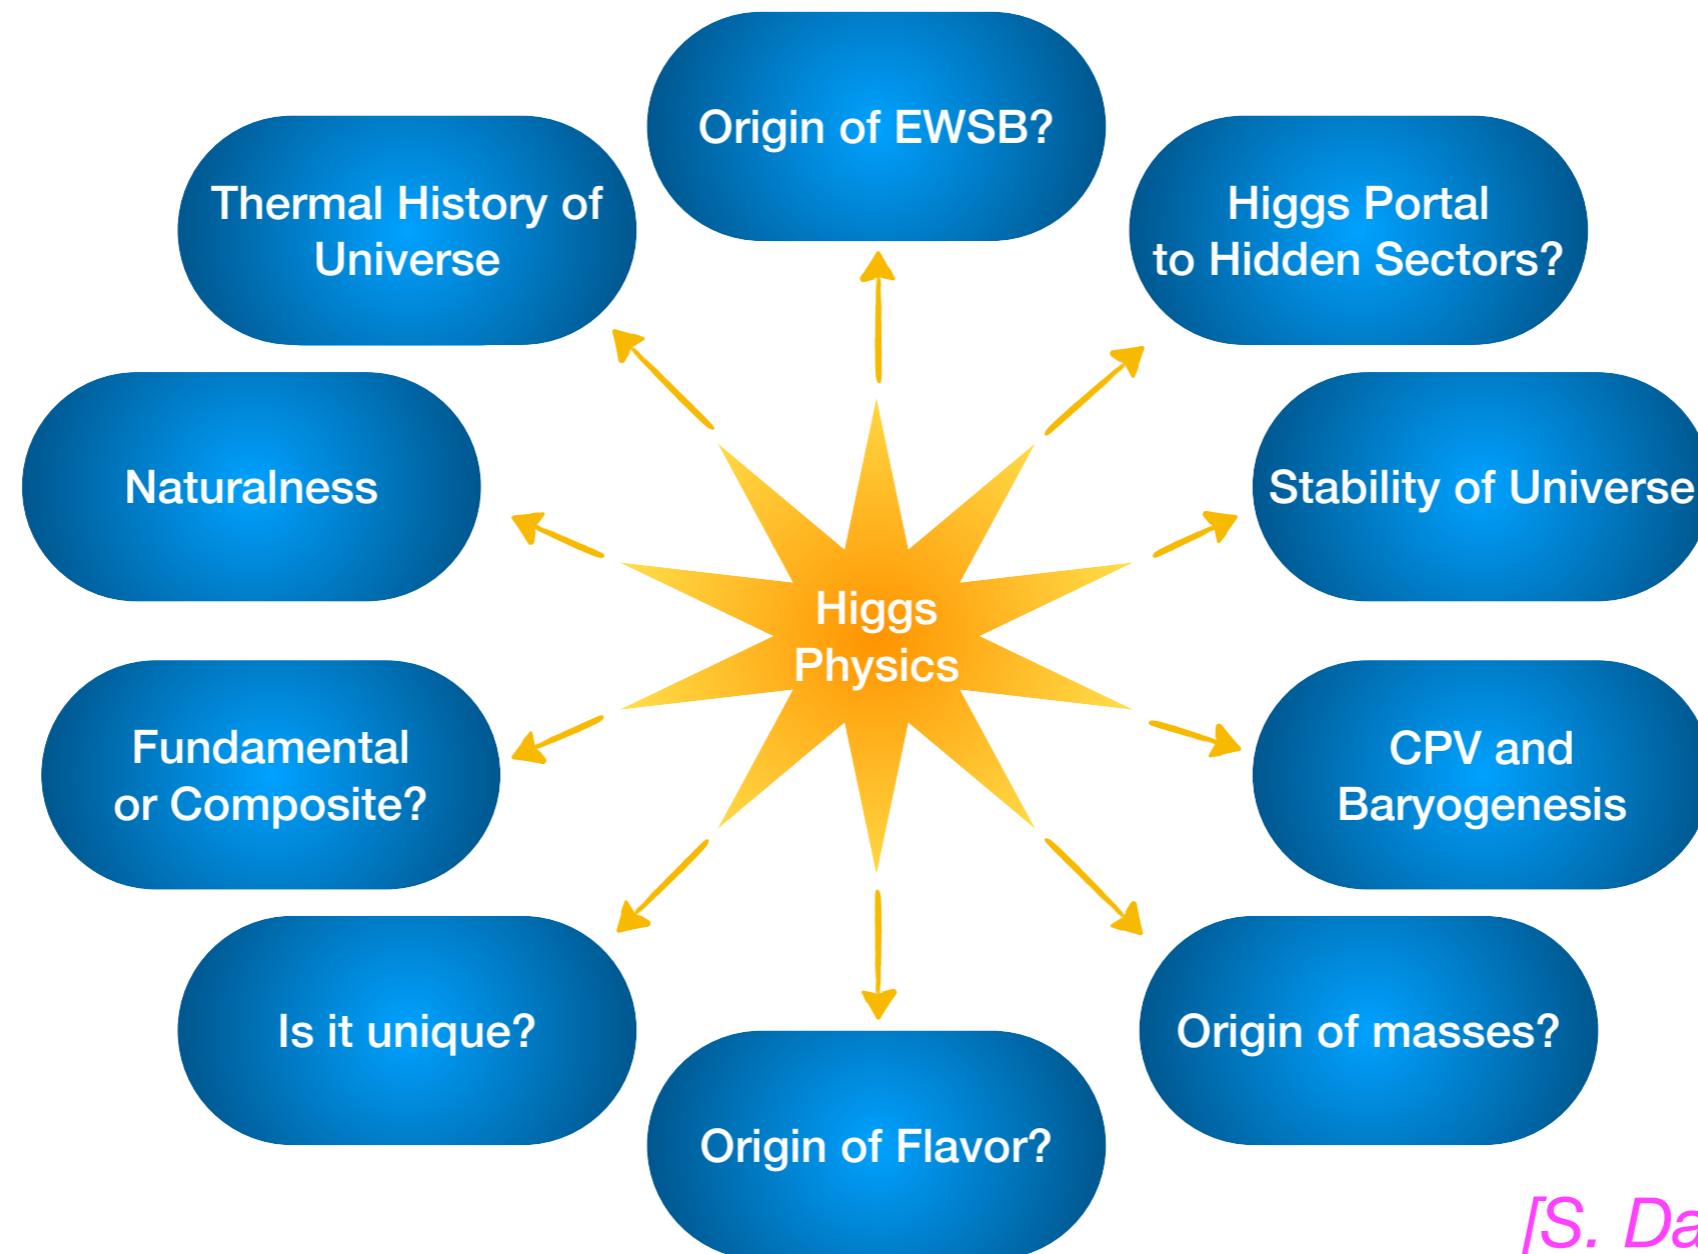 Origin of EWSB?
Thermal History of
Universe
Higgs Portal
to Hidden Sectors?
Naturalness
Stability of Universe
Higgs
Physics
Fundamental
or Composite?
CPV and
Baryogenesis
Is it unique?
Origin of masses?
Origin of Flavor?
[S.